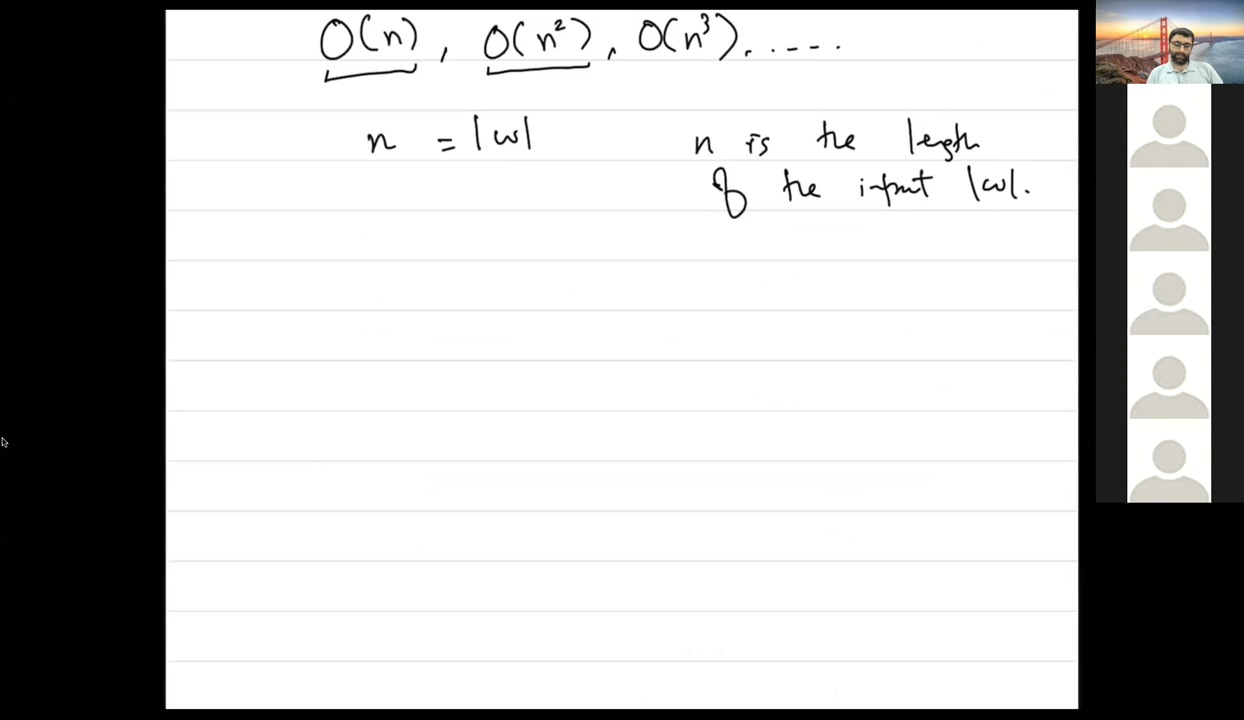 O(n), O(n²), O(n³), .----.
n = |w|
n is the length
of the input |w|.